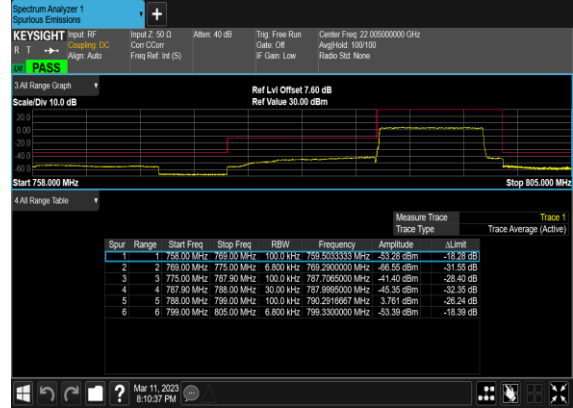 Spectrum Analyzer 1
Spurious Emissions
+
KEYSIGHT Input: RF Input Z: 50 Ω Atten: 40 dB Trig: Free Run Center Freq: 22.005000000 GHz
R T Coupling: DC Corr CCorr Gate: Off Avg|Hold: 100/100
Align: Auto Freq Ref: Int (S) IF Gain: Low Radio Std: None
PASS
3 All Range Graph
Ref Lvl Offset 7.60 dB
Scale/Div 10.0 dB Ref Value 30.00 dBm
20.0
0.00
-20.0
-40.0
-60.0
Start 758.000 MHz Stop 805.000 MHz
4 All Range Table
Measure Trace Trace 1
Trace Type Trace Average (Active)
Spur Range Start Freq Stop Freq RBW Frequency Amplitude ΔLimit
1 1 758.00 MHz 769.00 MHz 100.0 kHz 759.5033333 MHz -53.28 dBm -18.28 dB
2 2 769.00 MHz 775.00 MHz 6.800 kHz 769.2900000 MHz -66.55 dBm -31.55 dB
3 3 775.00 MHz 787.90 MHz 100.0 kHz 787.7065000 MHz -41.40 dBm -28.40 dB
4 4 787.90 MHz 788.00 MHz 30.00 kHz 787.9995000 MHz -45.35 dBm -32.35 dB
5 5 788.00 MHz 799.00 MHz 100.0 kHz 790.2916667 MHz 3.761 dBm -26.24 dB
6 6 799.00 MHz 805.00 MHz 6.800 kHz 799.3300000 MHz -53.39 dBm -18.39 dB
? Mar 11, 2023
8:10:37 PM